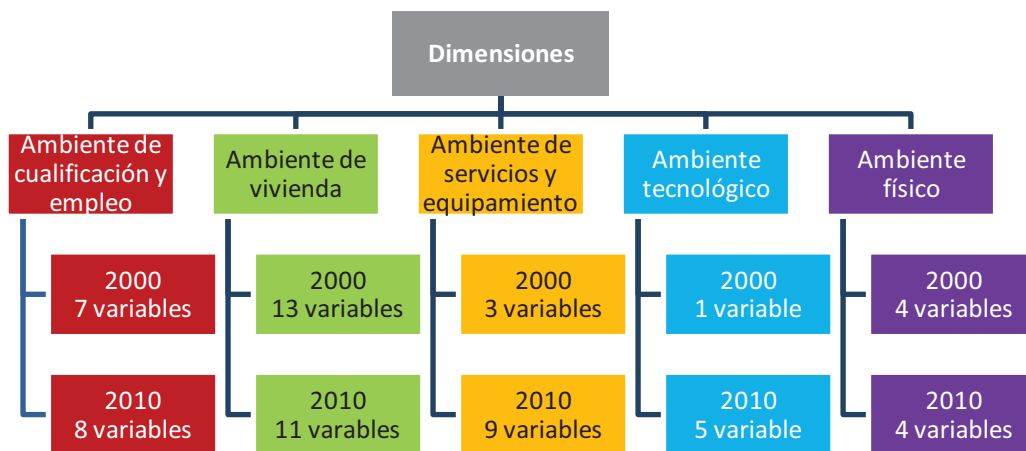 Dimensiones
Ambiente de
cualificación y
empleo
Ambiente de
vivienda
Ambiente de
servicios y
equipamiento
Ambiente
tecnológico
Ambiente
físico
2000
7 variables
2000
13 variables
2000
3 variables
2000
1 variable
2000
4 variables
2010
8 variables
2010
11 varables
2010
9 variables
2010
5 variable
2010
4 variables